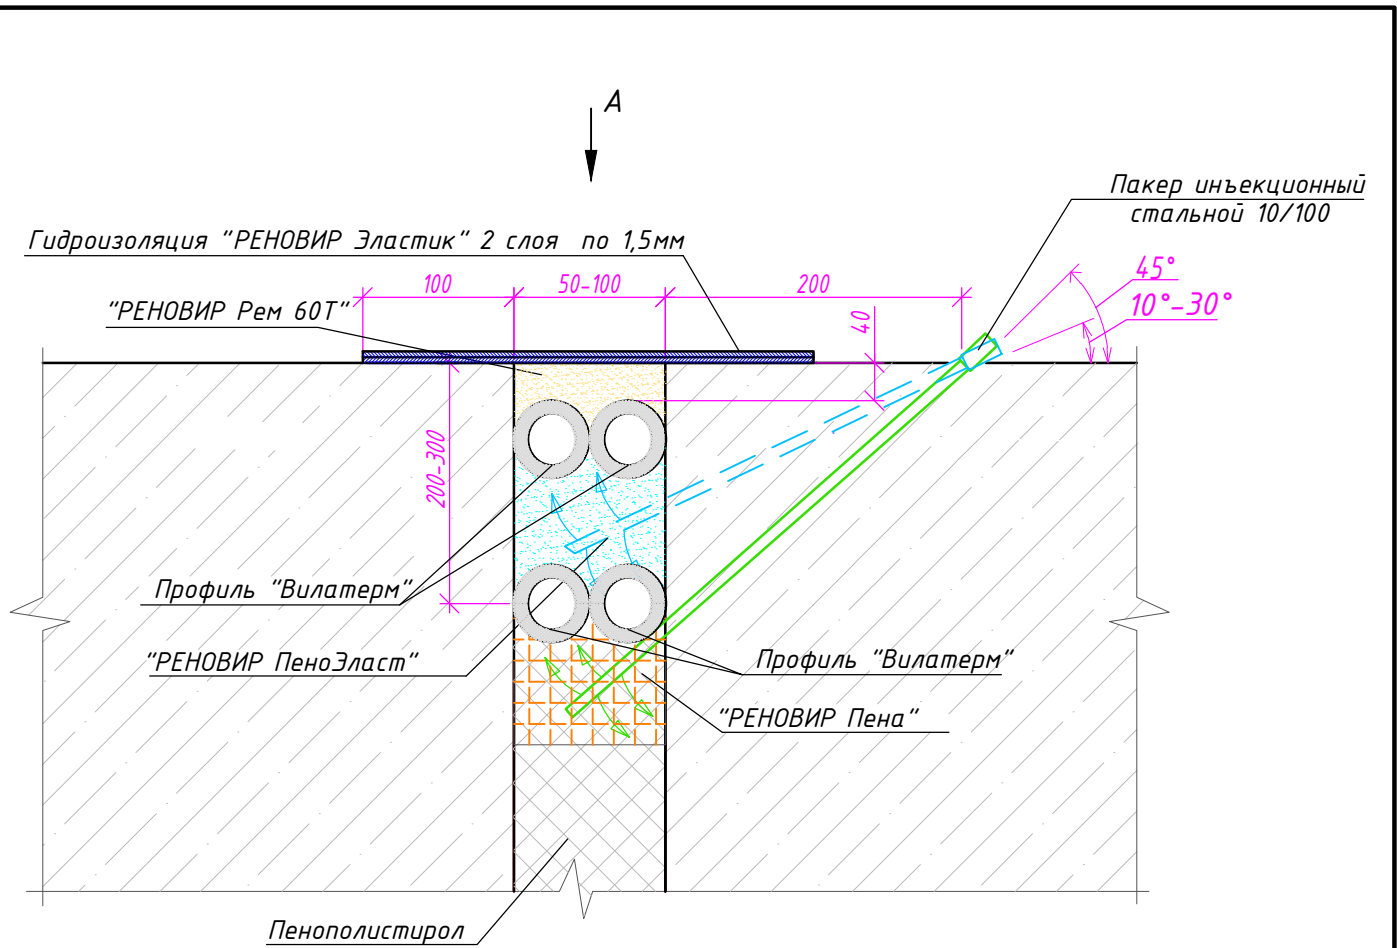 А
Пакер инъекционный
стальной 10/100
Гидроизоляция "РЕНОВИР Эластик" 2 слоя по 1,5мм
45°
100
50-100
200
10°-30°
"РЕНОВИР Рем 60Т"
40
200-300
Профиль "Вилатерм"
"РЕНОВИР ПеноЭласт"
Профиль "Вилатерм"
"РЕНОВИР Пена"
Пенополистирол